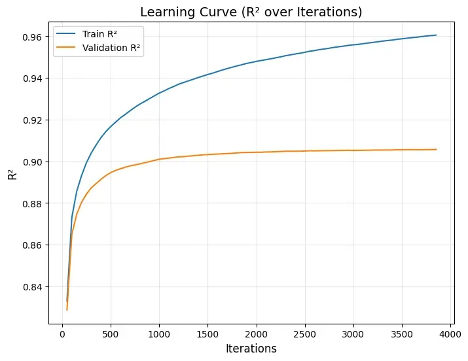 Learning Curve (R² over Iterations)
Train R²
Validation R²
0.96
0.94
0.92
0.90
0.88
0.86
0.84
R²
0 500 1000 1500 2000 2500 3000 3500 4000
Iterations